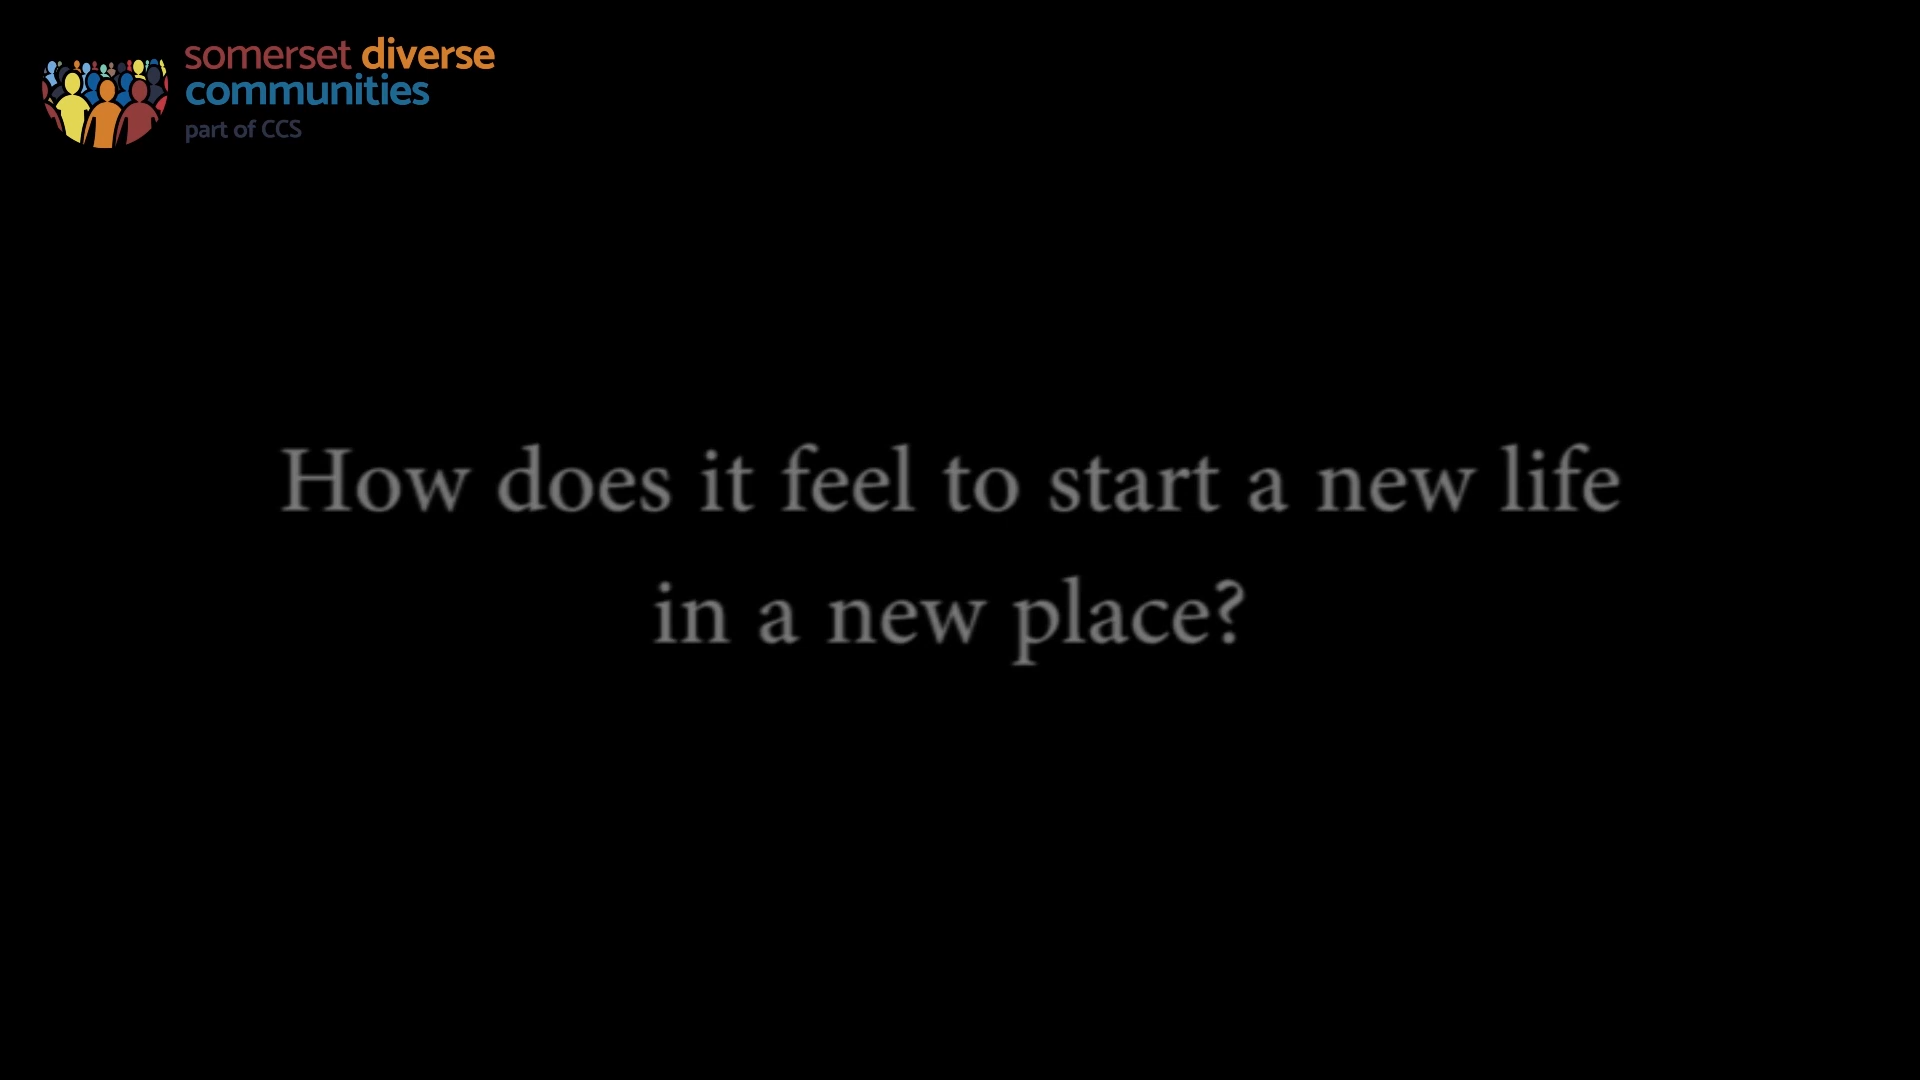 somerset diverse
communities
part of CCS
How does it feel to start a new life
in a new place?